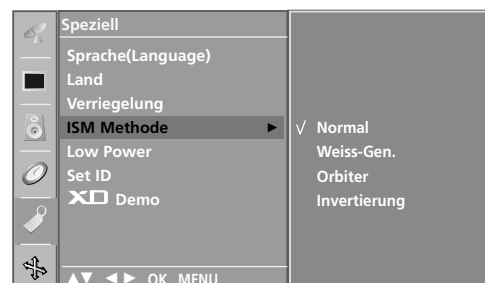 Speziell
Sprache(Language)
Land
Verriegelung
ISM Methode ►
Low Power
Set ID
XD Demo
√ Normal
Weiss-Gen.
Orbiter
Invertierung
▲▼ ◄► OK MENU